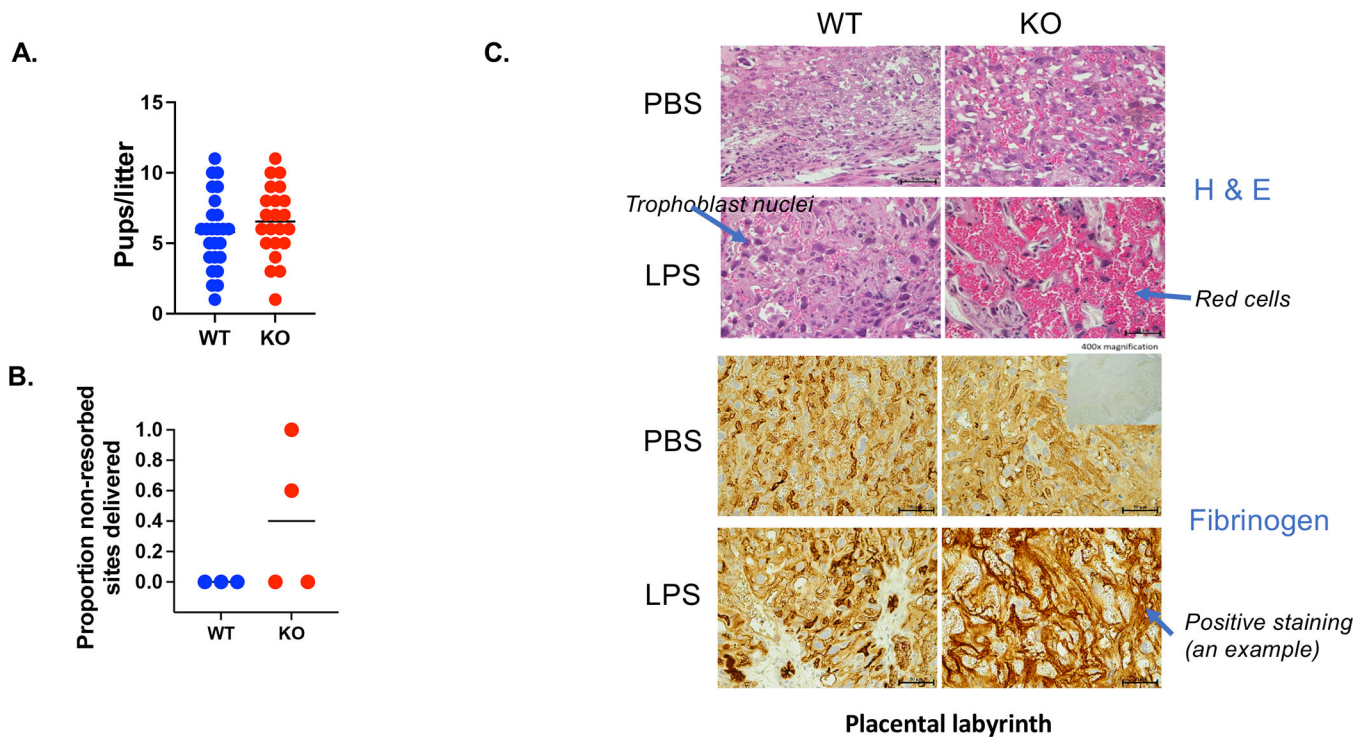 A.
Pups/litter
15
10
5
0
WT
KO
B.
Proportion non-resorbed
sites delivered
1.0
0.8
0.6
0.4
0.2
0.0
WT
KO
C.
WT
KO
PBS
Trophoblast nuclei
LPS
H & E
Red cells
400x magnification
PBS
LPS
Fibrinogen
Positive staining
(an example)
Placental labyrinth